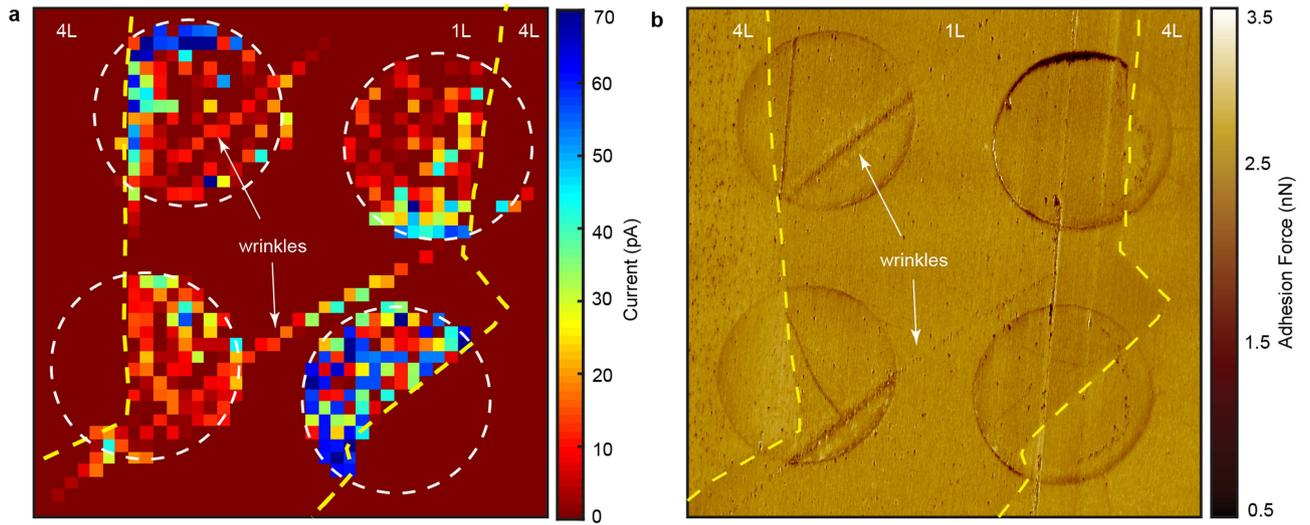 a
4L
1L
4L
wrinkles
70
60
50
40
30
20
10
0
Current (pA)
b
4L
1L
4L
wrinkles
3.5
2.5
1.5
0.5
Adhesion Force (nN)